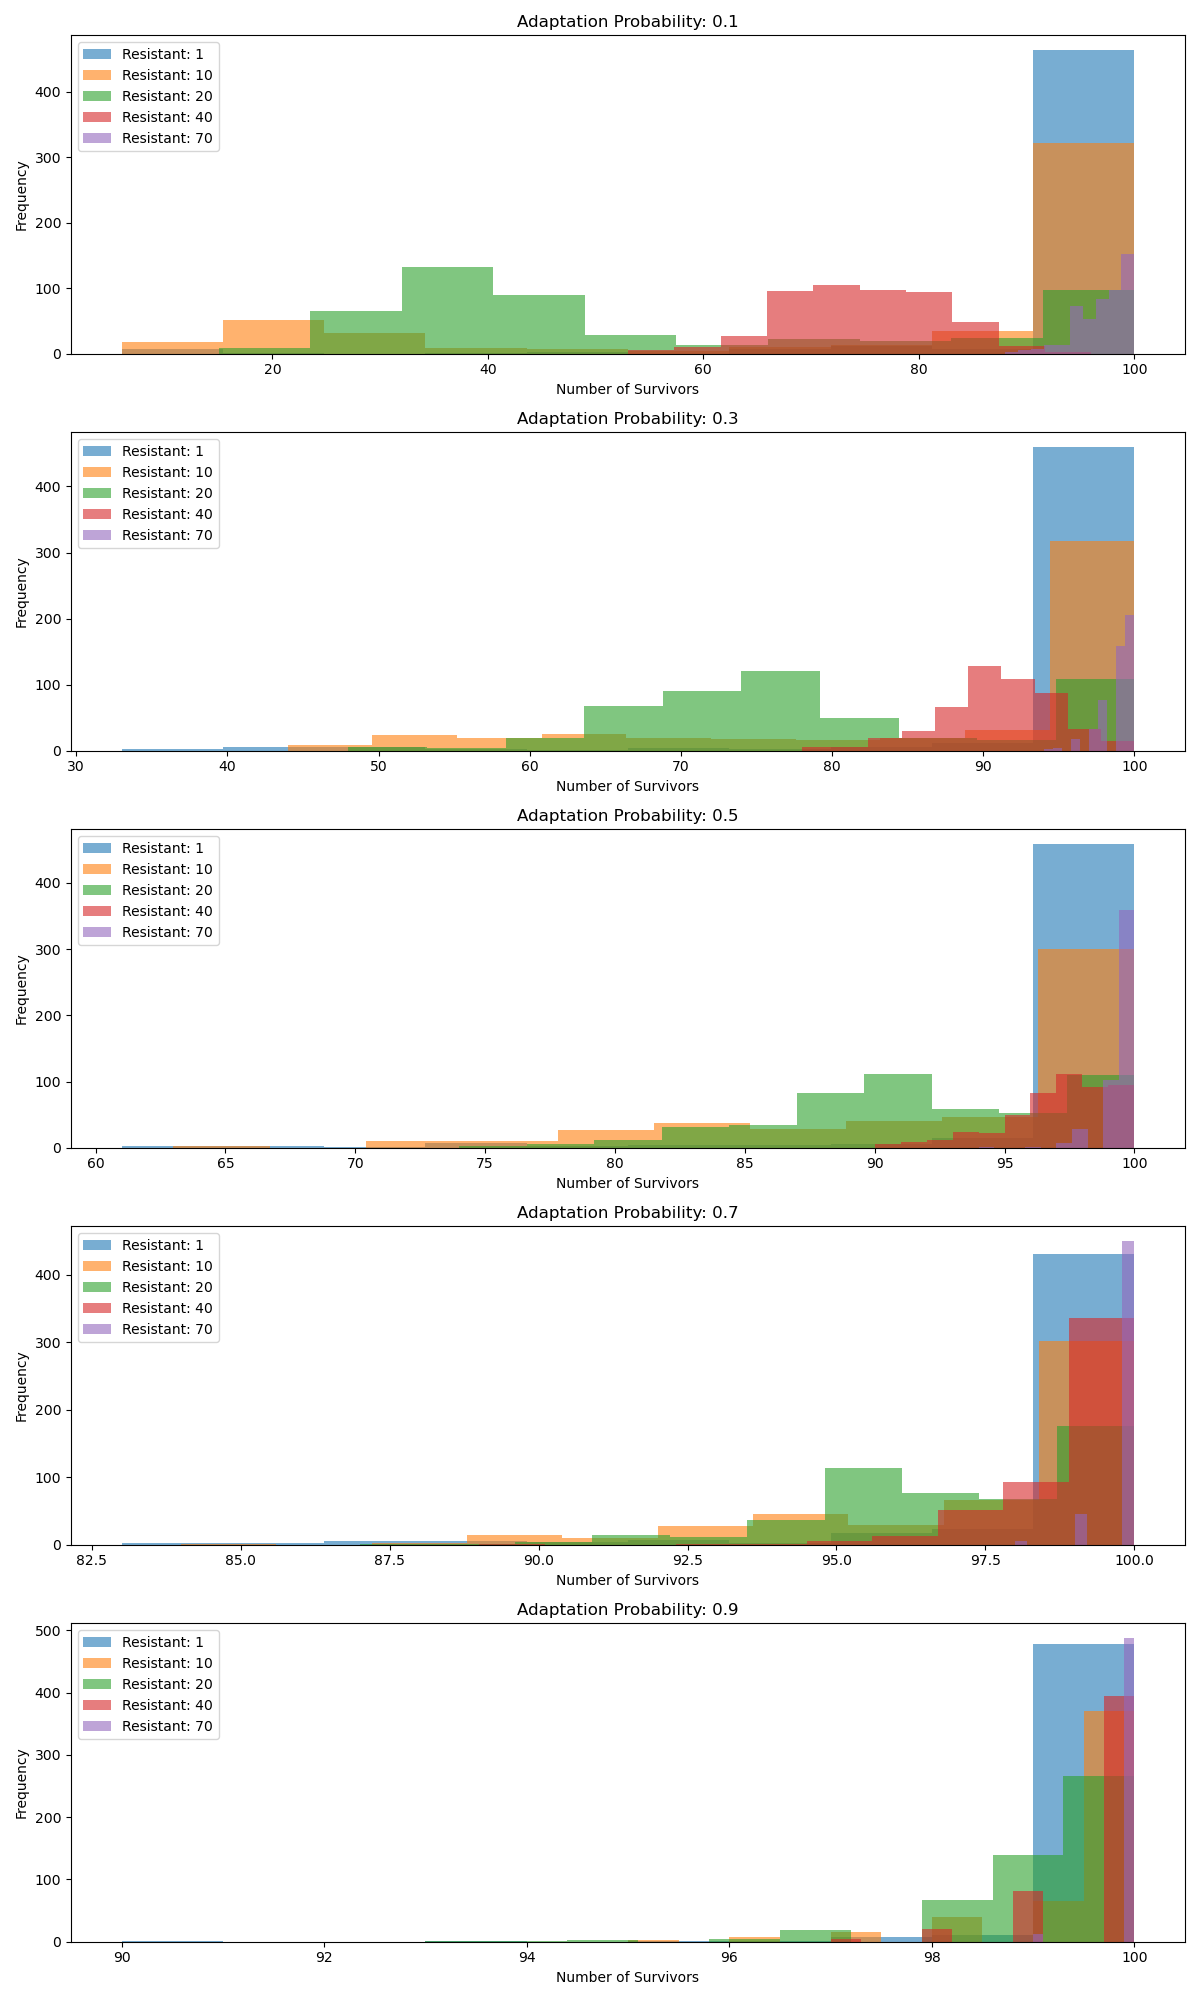 Adaptation Probability: 0.1
Resistant: 1
Resistant: 10
Resistant: 20
Resistant: 40
Resistant: 70
Frequency
400
300
200
100
0
20 40 60 80 100
Number of Survivors
Adaptation Probability: 0.3
Resistant: 1
Resistant: 10
Resistant: 20
Resistant: 40
Resistant: 70
Frequency
400
300
200
100
0
30 40 50 60 70 80 90 100
Number of Survivors
Adaptation Probability: 0.5
Resistant: 1
Resistant: 10
Resistant: 20
Resistant: 40
Resistant: 70
Frequency
400
300
200
100
0
60 65 70 75 80 85 90 95 100
Number of Survivors
Adaptation Probability: 0.7
Resistant: 1
Resistant: 10
Resistant: 20
Resistant: 40
Resistant: 70
Frequency
400
300
200
100
0
82.5 85.0 87.5 90.0 92.5 95.0 97.5 100.0
Number of Survivors
Adaptation Probability: 0.9
Resistant: 1
Resistant: 10
Resistant: 20
Resistant: 40
Resistant: 70
Frequency
500
400
300
200
100
0
90 92 94 96 98 100
Number of Survivors